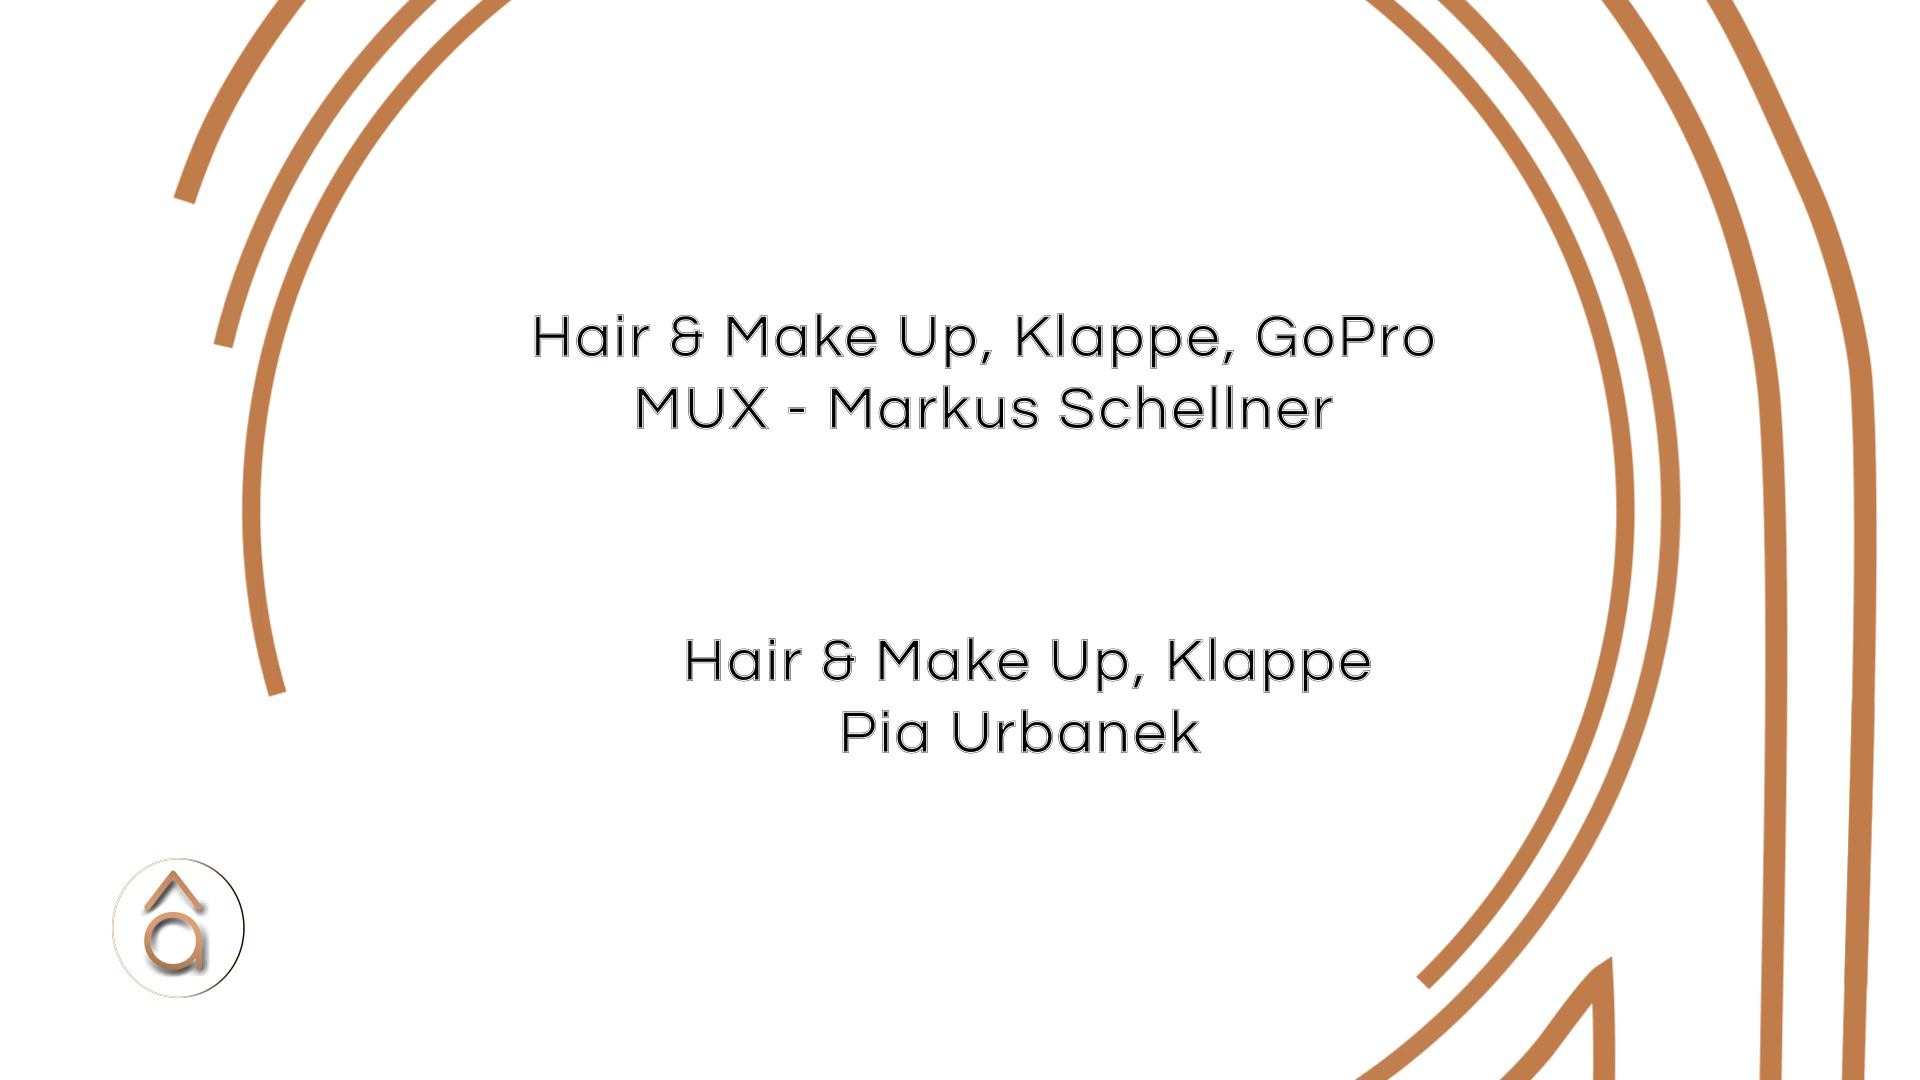 Hair & Make Up, Klappe, GoPro
MUX - Markus Schellner
Hair & Make Up, Klappe
Pia Urbanek
â